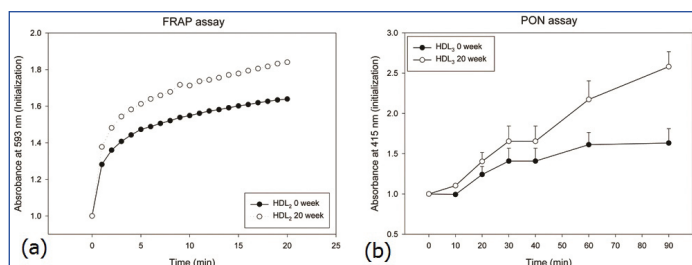 FRAP assay
Absorbance at 593 nm (Initialization)
2.0
1.8
1.6
1.4
1.2
1.0
HDL2 0 week
HDL2 20 week
(a)
-5 0 5 10 15 20 25
Time (min)
PON assay
Absorbance at 415 nm (initialization)
3.0
2.5
2.0
1.5
1.0
0.5
HDL3 0 week
HDL3 20 week
(b)
0 10 20 30 40 50 60 70 80 90
Time (min)